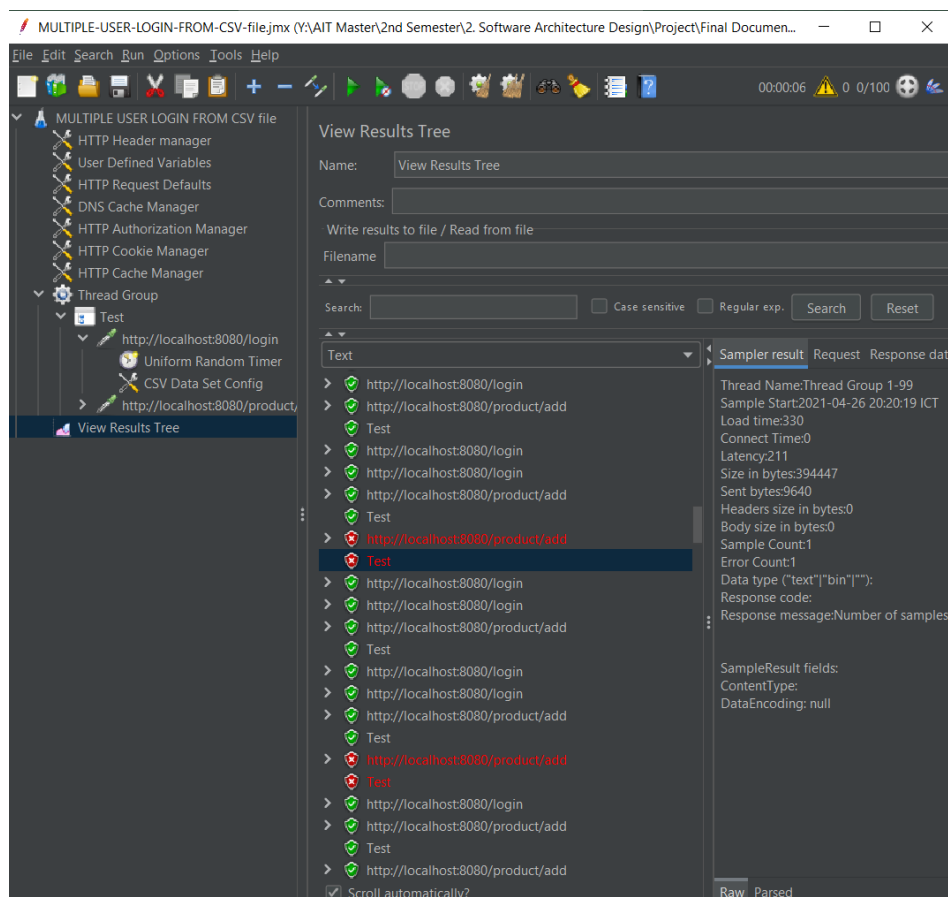 MULTIPLE-USER-LOGIN-FROM-CSV-file.jmx (Y:\AIT Master\2nd Semester\2. Software Architecture Design\Project\Final Documen...
File Edit Search Run Options Tools Help
00:00:06 0 0/100
MULTIPLE USER LOGIN FROM CSV file
HTTP Header manager
User Defined Variables
HTTP Request Defaults
DNS Cache Manager
HTTP Authorization Manager
HTTP Cookie Manager
HTTP Cache Manager
Thread Group
Test
http://localhost:8080/login
Uniform Random Timer
CSV Data Set Config
http://localhost:8080/product/
View Results Tree
View Results Tree
Name: View Results Tree
Comments:
Write results to file / Read from file
Filename
Search: Case sensitive Regular exp. Search Reset
Text
http://localhost:8080/login
http://localhost:8080/product/add
Test
http://localhost:8080/login
http://localhost:8080/login
http://localhost:8080/product/add
Test
http://localhost:8080/product/add
Test
http://localhost:8080/login
http://localhost:8080/login
http://localhost:8080/product/add
Test
http://localhost:8080/login
http://localhost:8080/login
http://localhost:8080/product/add
Test
http://localhost:8080/product/add
Test
http://localhost:8080/login
http://localhost:8080/product/add
Test
http://localhost:8080/product/add
Scroll automatically?
Sampler result Request Response dat
Thread Name:Thread Group 1-99
Sample Start:2021-04-26 20:20:19 ICT
Load time:330
Connect Time:0
Latency:211
Size in bytes:394447
Sent bytes:9640
Headers size in bytes:0
Body size in bytes:0
Sample Count:1
Error Count:1
Data type ("text"|"bin"|""):
Response code:
Response message:Number of samples
SampleResult fields:
ContentType:
DataEncoding: null
Raw Parsed